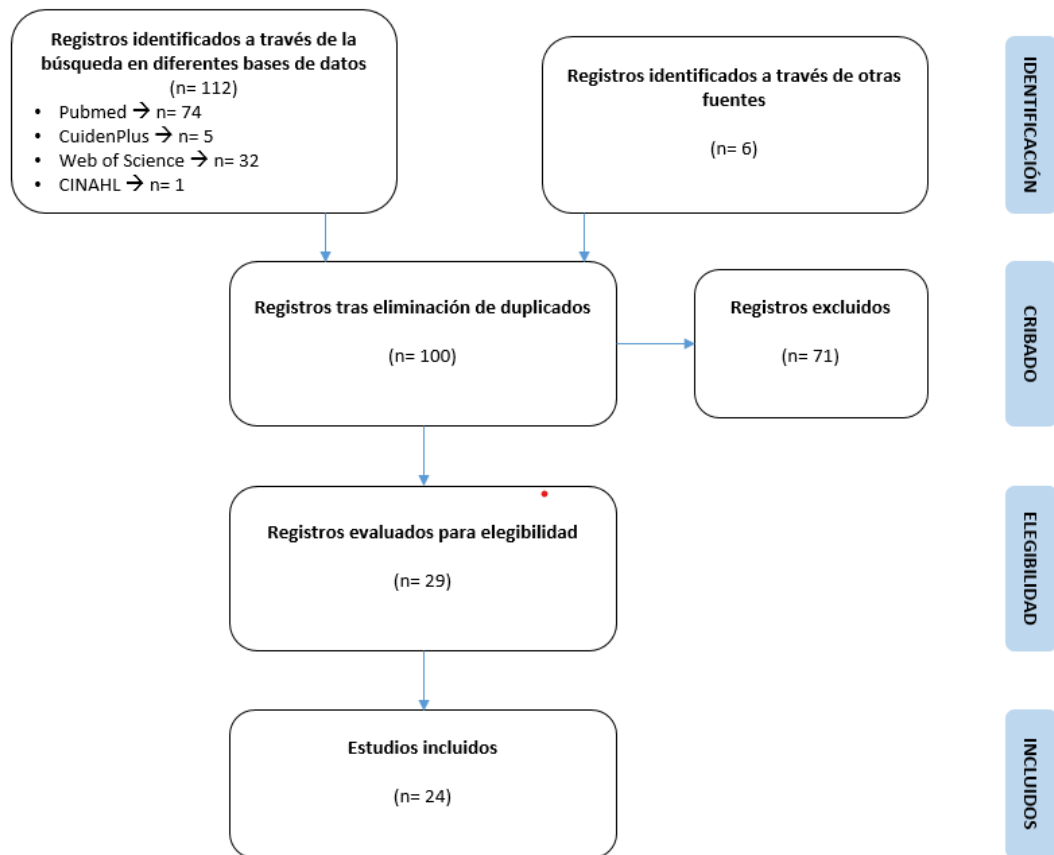 Registros identificados a través de la
búsqueda en diferentes bases de datos
(n= 112)
• Pubmed → n= 74
• CuidenPlus → n= 5
• Web of Science → n= 32
• CINAHL → n= 1
Registros identificados a través de otras
fuentes
(n= 6)
IDENTIFICACIÓN
Registros tras eliminación de duplicados
(n= 100)
Registros excluidos
(n= 71)
CRIBADO
Registros evaluados para elegibilidad
(n= 29)
ELEGIBILIDAD
Estudios incluidos
(n= 24)
INCLUIDOS